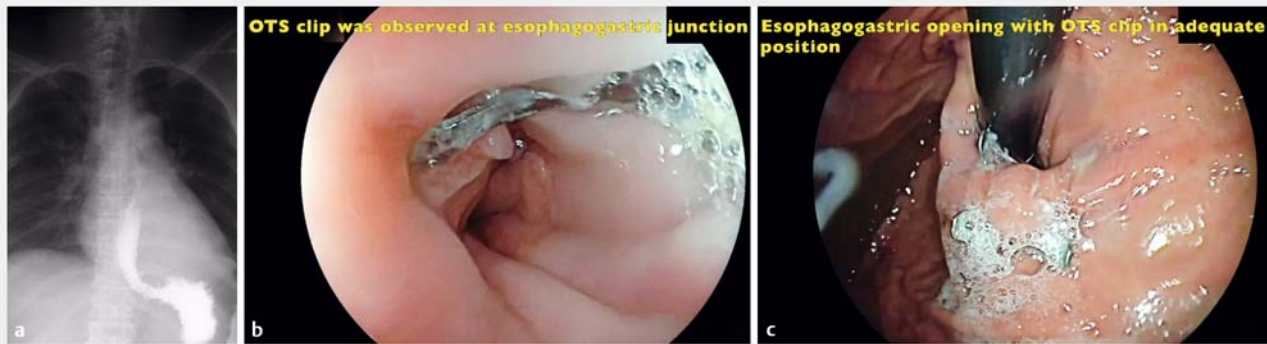 OTS clip was observed at esophagogastric junction
Esophagogastric opening with OTS clip in adequate
position
a
b
c